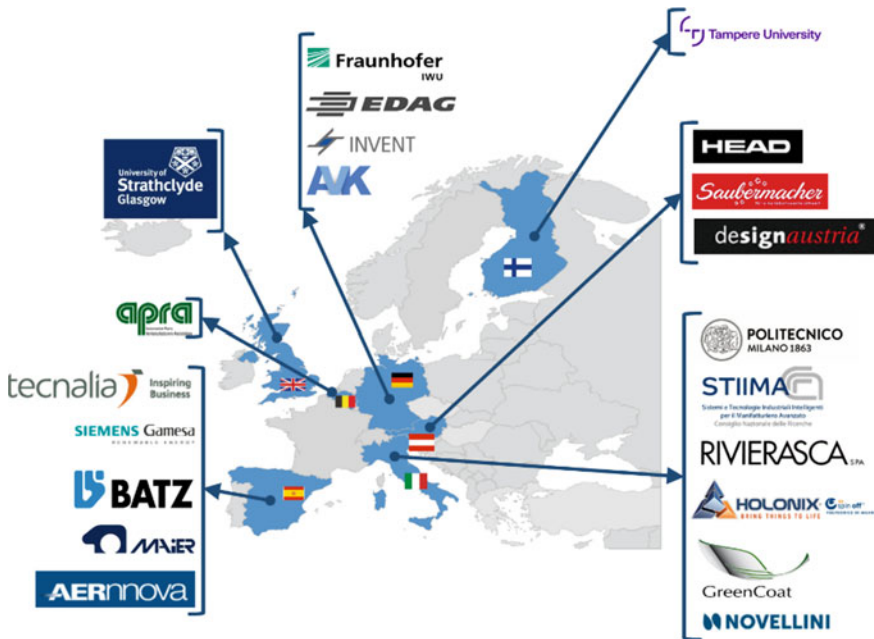 Tampere University
Fraunhofer
IWU
EDAG
INVENT
AVK
University of
Strathclyde
Glasgow
HEAD
Saubermacher
designaustria®
apra
tecnalia
Inspiring
Business
SIEMENS Gamesa
RENEWABLE ENERGY
BATZ
MAIER
AERNNOVA
POLITECNICO
MILANO 1863
STIIMA
Sistemi e Tecnologie Industriali Intelligenti
per il Manifatturiero Avanzato
Consiglio Nazionale delle Ricerche
RIVIERASCA S.P.A.
HOLONIX
BRING THINGS TO LIFE
spin off
GreenCoat
NOVELLINI